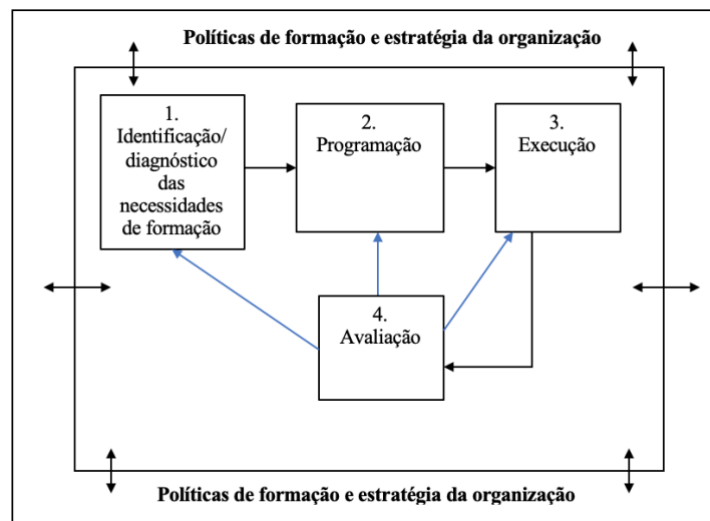 Políticas de formação e estratégia da organização
1.
Identificação/
diagnóstico
das
necessidades
de formação
2.
Programação
3.
Execução
4.
Avaliação
Políticas de formação e estratégia da organização